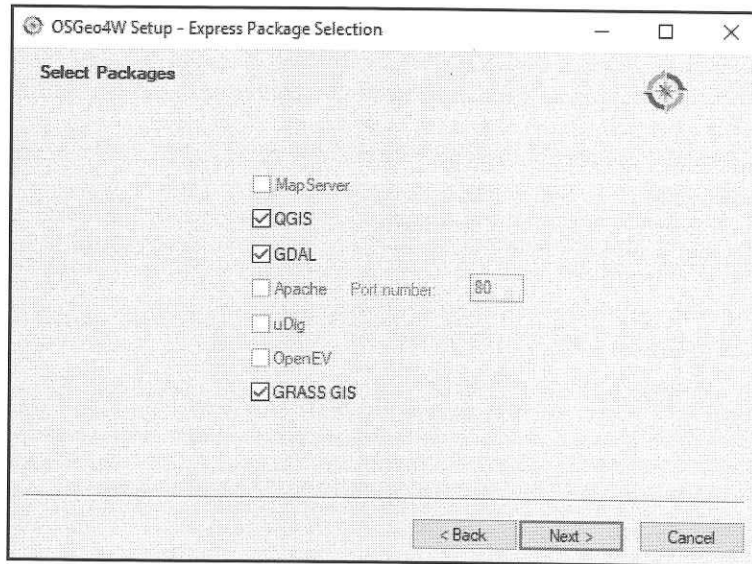 OSGeo4W Setup - Express Package Selection
Select Packages
MapServer
QGIS
GDAL
Apache Port number: 80
uDig
OpenEV
GRASS GIS
< Back Next > Cancel